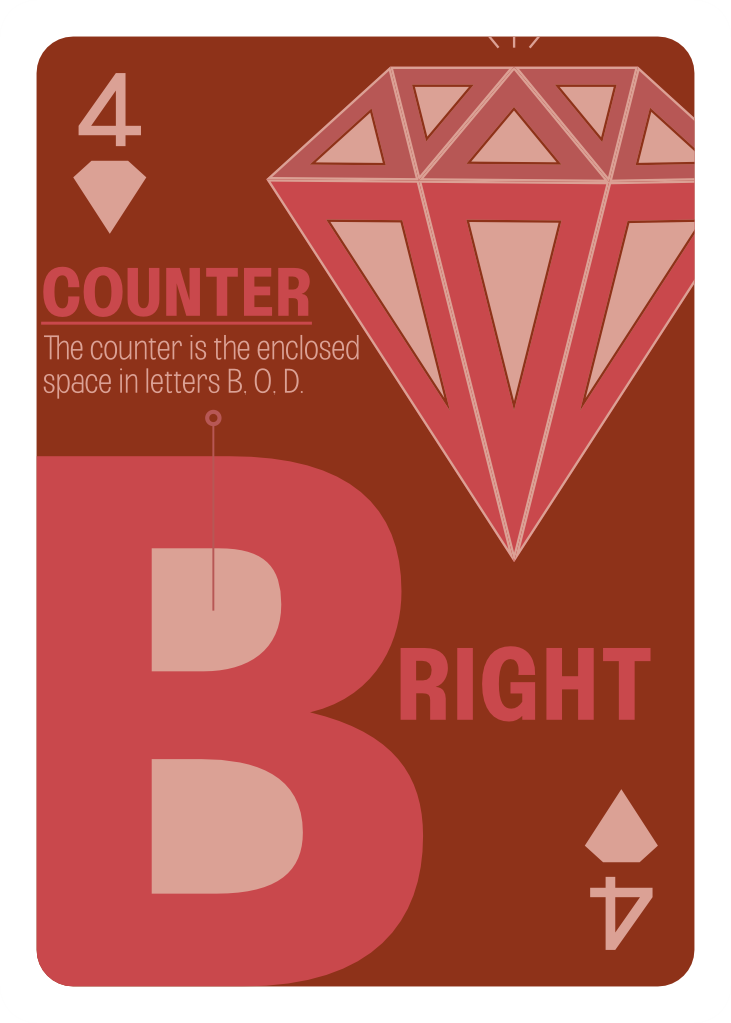 4
COUNTER
The counter is the enclosed
space in letters B, O, D.
BRIGHT
4